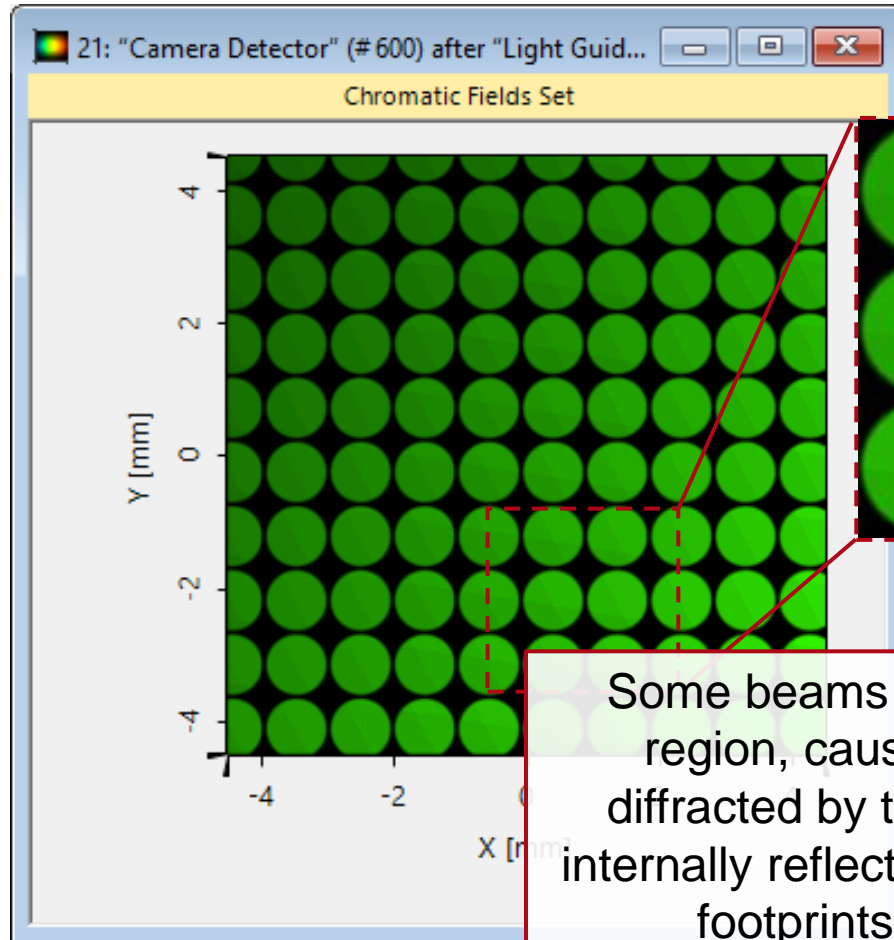 21: "Camera Detector" (# 600) after "Light Guid...
Chromatic Fields Set
4
2
0
-2
-4
Y [mm]
-4
-2
0
X [mm]
Some beams
region, caus
diffracted by t
internally reflect
footprints